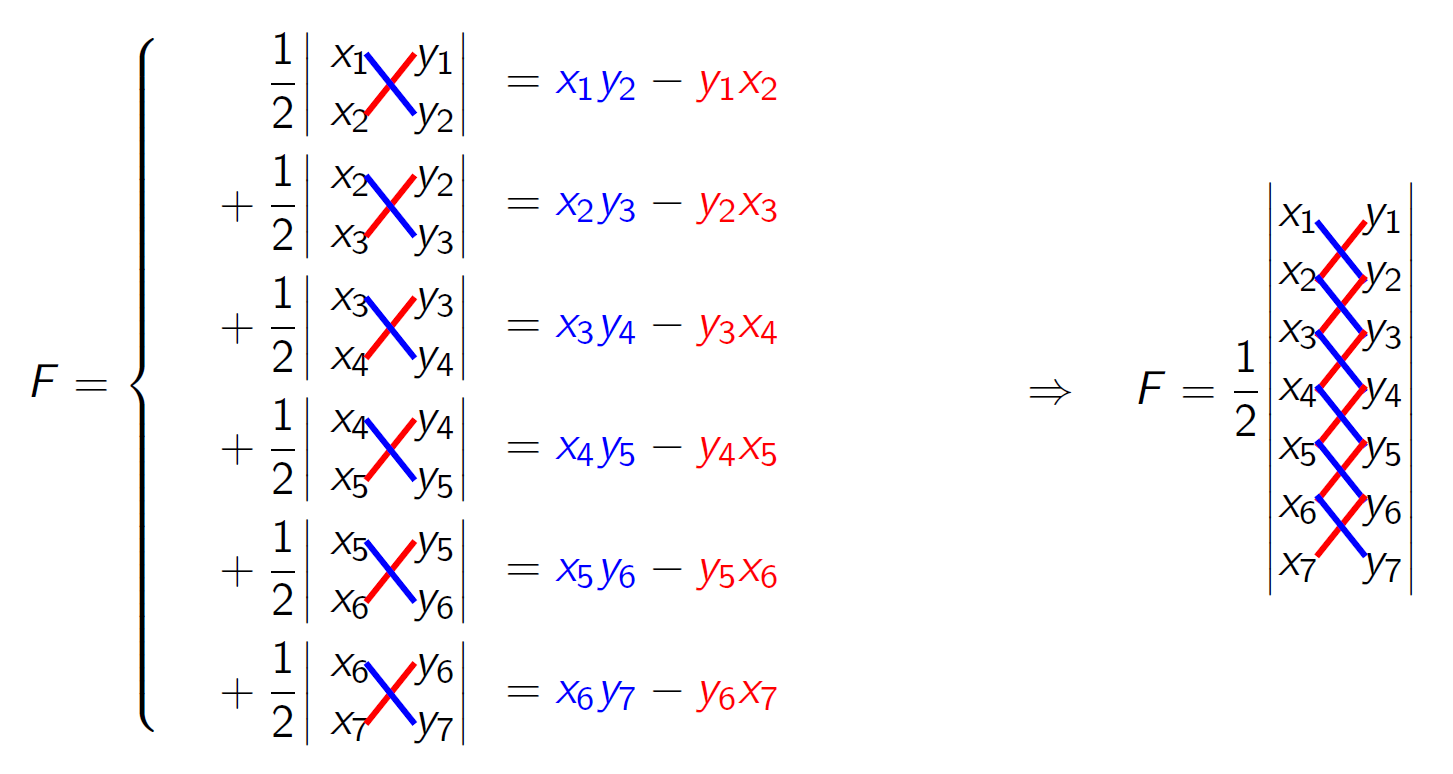 F = {
1/2 | x₁ y₁ | = x₁y₂ − y₁x₂
| x₂ y₂ |
+ 1/2 | x₂ y₂ | = x₂y₃ − y₂x₃
| x₃ y₃ |
+ 1/2 | x₃ y₃ | = x₃y₄ − y₃x₄
| x₄ y₄ |
+ 1/2 | x₄ y₄ | = x₄y₅ − y₄x₅
| x₅ y₅ |
+ 1/2 | x₅ y₅ | = x₅y₆ − y₅x₆
| x₆ y₆ |
+ 1/2 | x₆ y₆ | = x₆y₇ − y₆x₇
| x₇ y₇ |
⇒ F = 1/2
| x₁ y₁ |
| x₂ y₂ |
| x₃ y₃ |
| x₄ y₄ |
| x₅ y₅ |
| x₆ y₆ |
| x₇ y₇ |